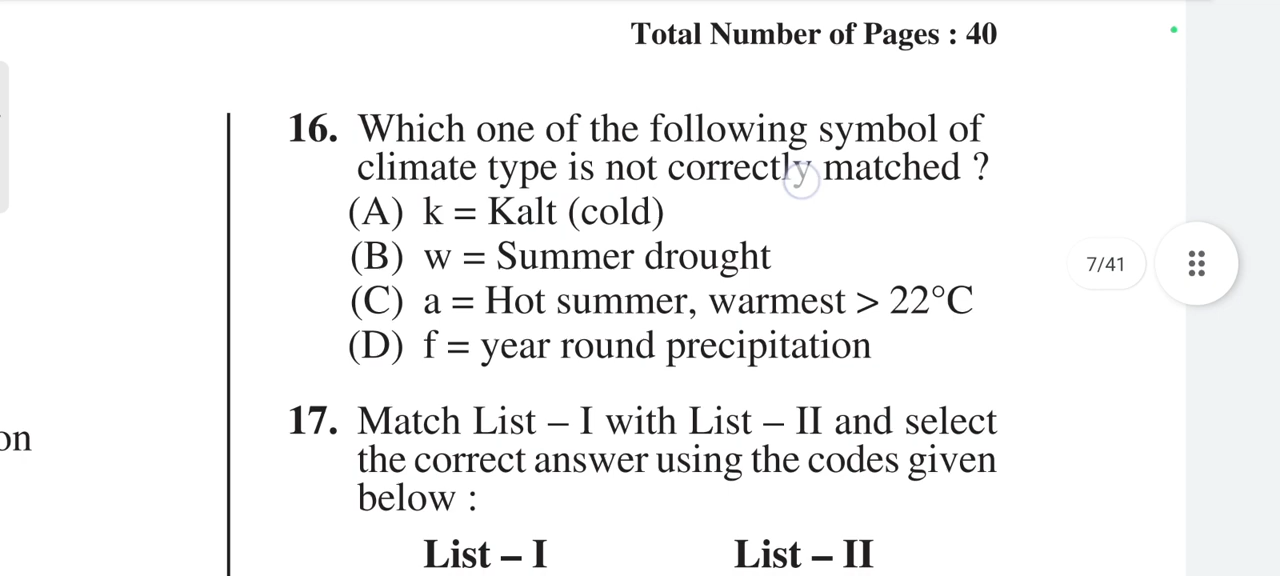 Total Number of Pages : 40
16. Which one of the following symbol of
climate type is not correctly matched ?
(A) k = Kalt (cold)
(B) w = Summer drought
(C) a = Hot summer, warmest > 22°C
(D) f = year round precipitation
7/41
17. Match List – I with List – II and select
the correct answer using the codes given
below :
on
List – I List – II